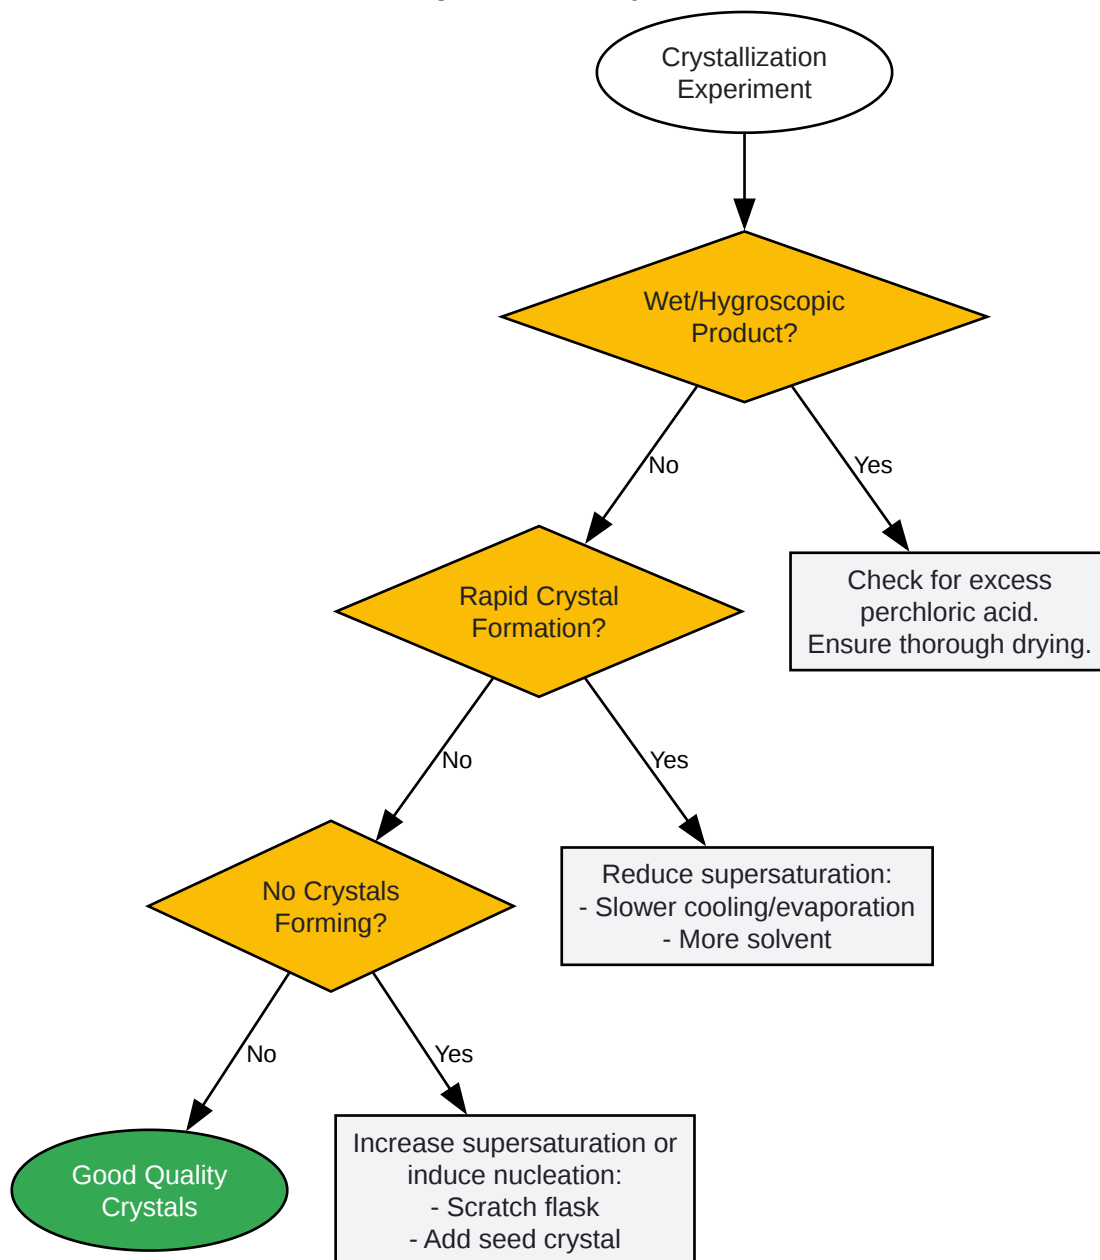 Crystallization
Experiment
Wet/Hygroscopic
Product?
No
Yes
Rapid Crystal
Formation?
Check for excess
perchloric acid.
Ensure thorough drying.
No
Yes
No Crystals
Forming?
Reduce supersaturation:
- Slower cooling/evaporation
- More solvent
No
Yes
Good Quality
Crystals
Increase supersaturation or
induce nucleation:
- Scratch flask
- Add seed crystal